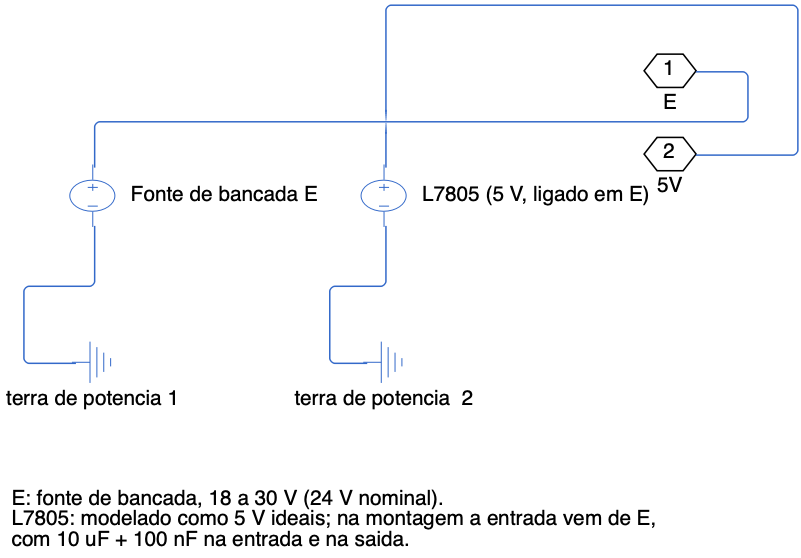 1
E
2
5V
+
−
Fonte de bancada E
+
−
L7805 (5 V, ligado em E)
terra de potencia 1
terra de potencia 2
E: fonte de bancada, 18 a 30 V (24 V nominal).
L7805: modelado como 5 V ideais; na montagem a entrada vem de E,
com 10 uF + 100 nF na entrada e na saida.